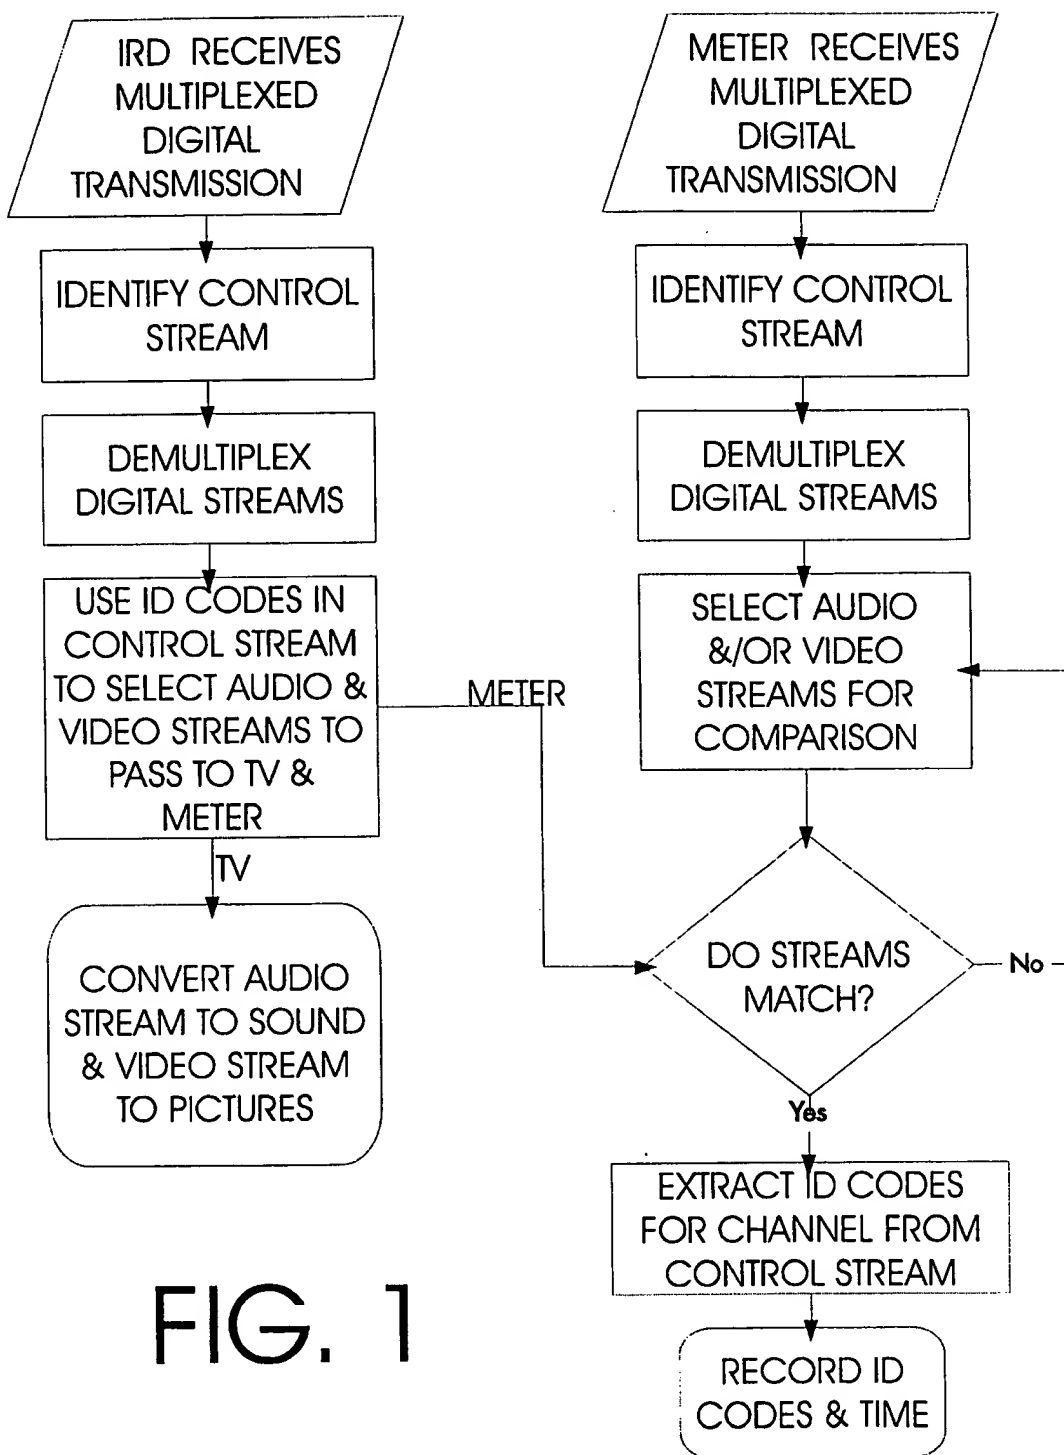 IRD RECEIVES
MULTIPLEXED
DIGITAL
TRANSMISSION
IDENTIFY CONTROL
STREAM
DEMULTIPLEX
DIGITAL STREAMS
USE ID CODES IN
CONTROL STREAM
TO SELECT AUDIO &
VIDEO STREAMS TO
PASS TO TV &
METER
METER
TV
CONVERT AUDIO
STREAM TO SOUND
& VIDEO STREAM
TO PICTURES
METER RECEIVES
MULTIPLEXED
DIGITAL
TRANSMISSION
IDENTIFY CONTROL
STREAM
DEMULTIPLEX
DIGITAL STREAMS
SELECT AUDIO
&/OR VIDEO
STREAMS FOR
COMPARISON
DO STREAMS
MATCH?
No
Yes
EXTRACT ID CODES
FOR CHANNEL FROM
CONTROL STREAM
RECORD ID
CODES & TIME
FIG. 1